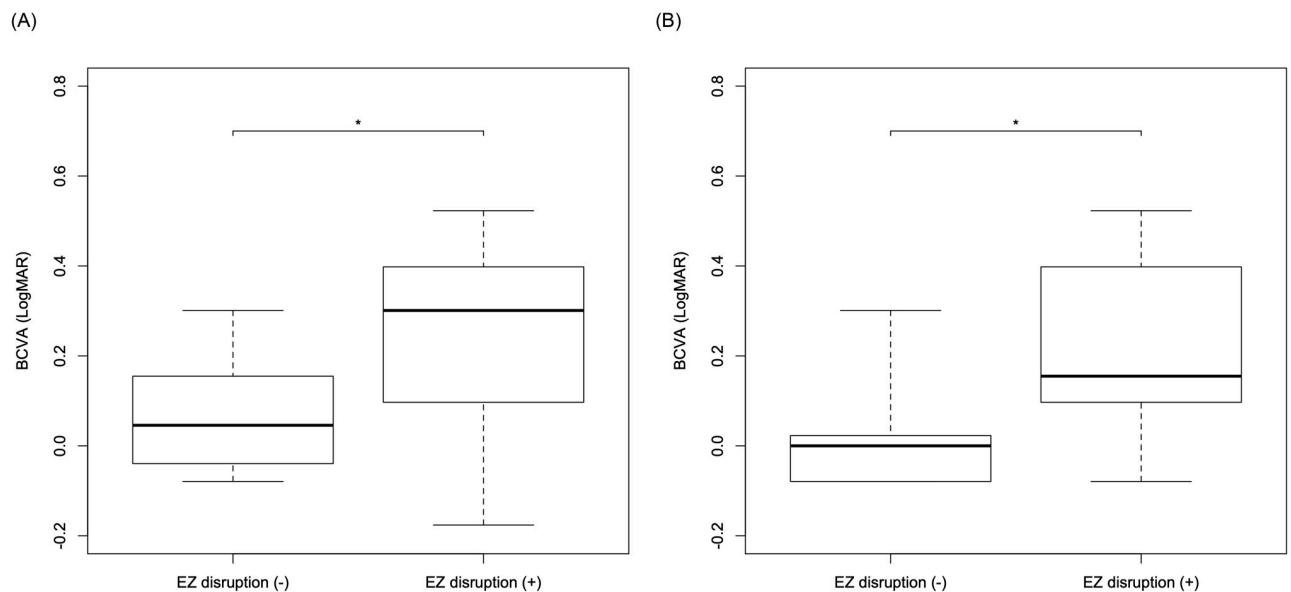 (A)
BCVA (LogMAR)
0.8
0.6
0.4
0.2
0.0
-0.2
*
EZ disruption (-)
EZ disruption (+)
(B)
BCVA (LogMAR)
0.8
0.6
0.4
0.2
0.0
-0.2
*
EZ disruption (-)
EZ disruption (+)